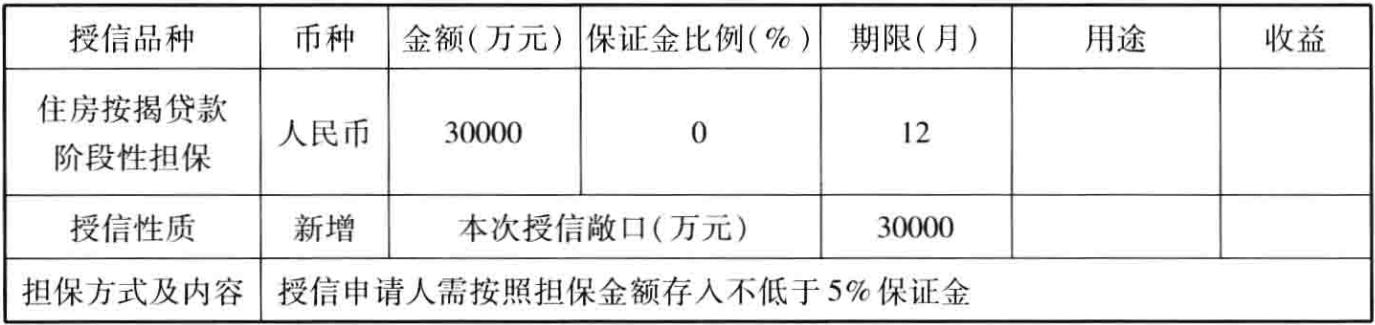 授信品种 币种 金额(万元) 保证金比例(%) 期限(月) 用途 收益
住房按揭贷款
阶段性担保 人民币 30000 0 12
授信性质 新增 本次授信敞口(万元) 30000
担保方式及内容 授信申请人需按照担保金额存入不低于5%保证金